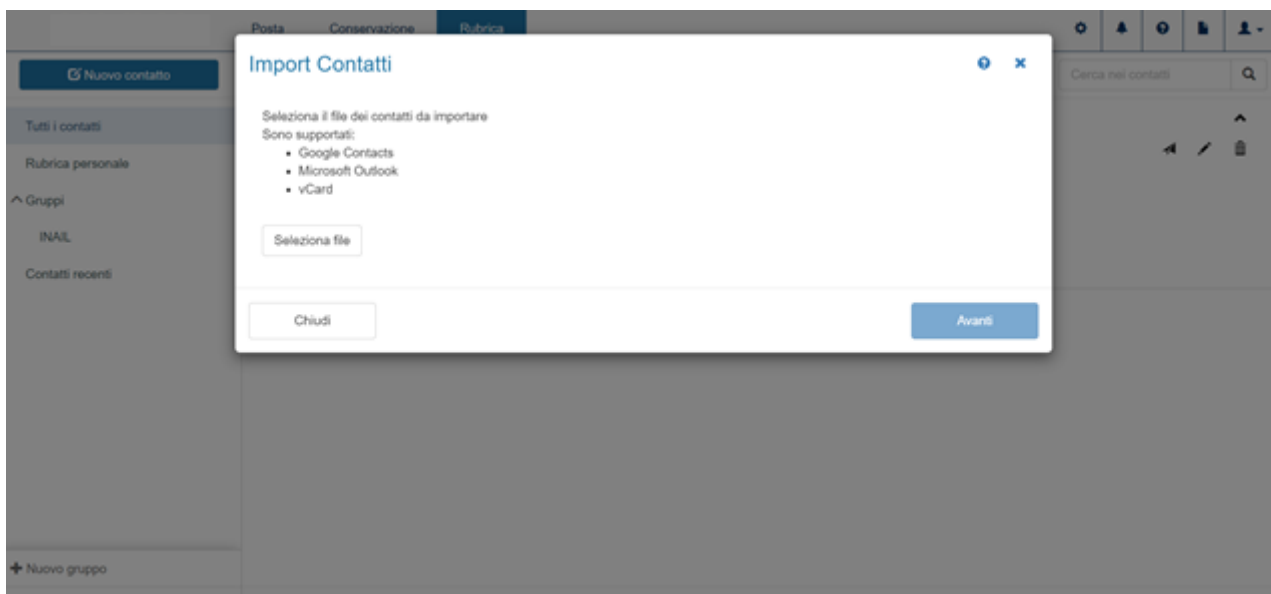 Posta Conservazione Rubrica
Nuovo contatto
Import Contatti
Cerca nei contatti
Tutti i contatti
Rubrica personale
Gruppi
INAIL
Contatti recenti
Seleziona il file dei contatti da importare
Sono supportati:
Google Contacts
Microsoft Outlook
vCard
Seleziona file
Chiudi
Avanti
Nuovo gruppo